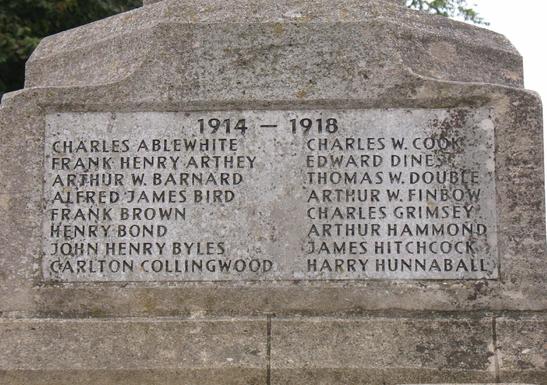 1914 — 1918
CHARLES ABLEWHITE
FRANK HENRY ARTHEY
ARTHUR W. BARNARD
ALFRED JAMES BIRD
FRANK BROWN
HENRY BOND
JOHN HENRY BYLES
CARLTON COLLINGWOOD
CHARLES W. COOK
EDWARD DINES
THOMAS W. DOUBLE
ARTHUR W. FINBOW
CHARLES GRIMSEY
ARTHUR HAMMOND
JAMES HITCHCOCK
HARRY HUNNABALL